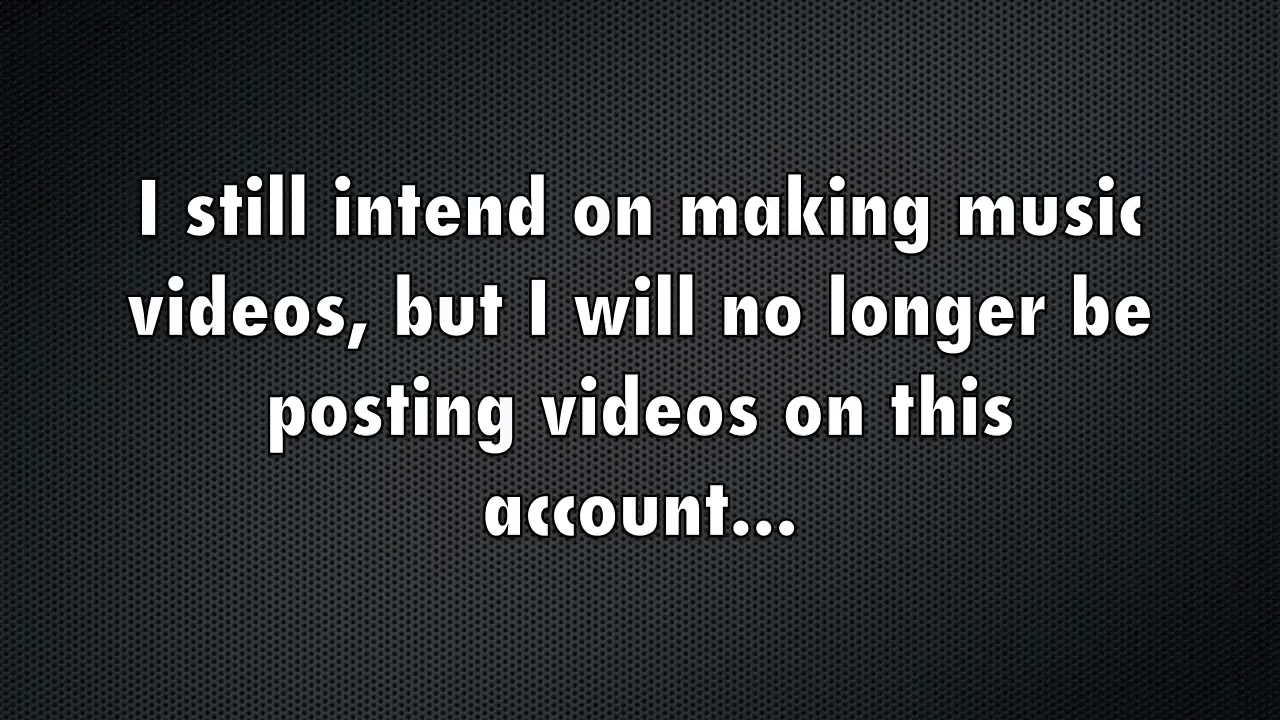 I still intend on making music
videos, but I will no longer be
posting videos on this
account...